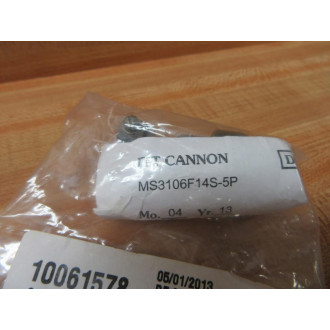 ITT CANNON
MS3106F14S-5P
D
Mo. 04 Yr. 13
10061578
05/01/2013